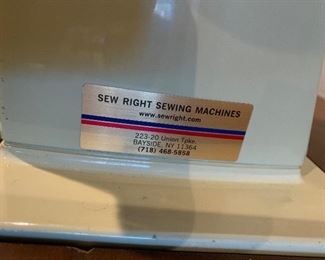 SEW RIGHT SEWING MACHINES
www.sewright.com
223-20 Union Tpke.
BAYSIDE, NY 11364
(718) 468-5858